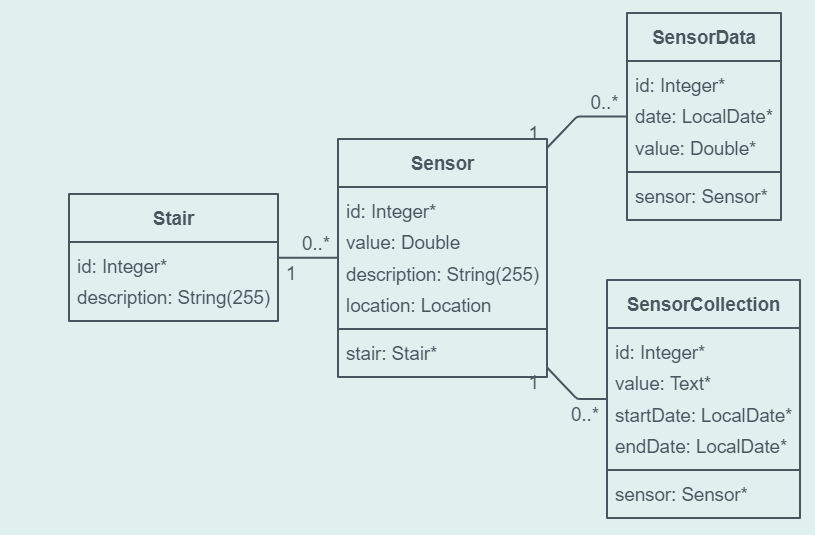 Stair
id: Integer*
description: String(255)
1
0..*
Sensor
id: Integer*
value: Double
description: String(255)
location: Location
stair: Stair*
1
0..*
SensorData
id: Integer*
date: LocalDate*
value: Double*
sensor: Sensor*
1
0..*
SensorCollection
id: Integer*
value: Text*
startDate: LocalDate*
endDate: LocalDate*
sensor: Sensor*